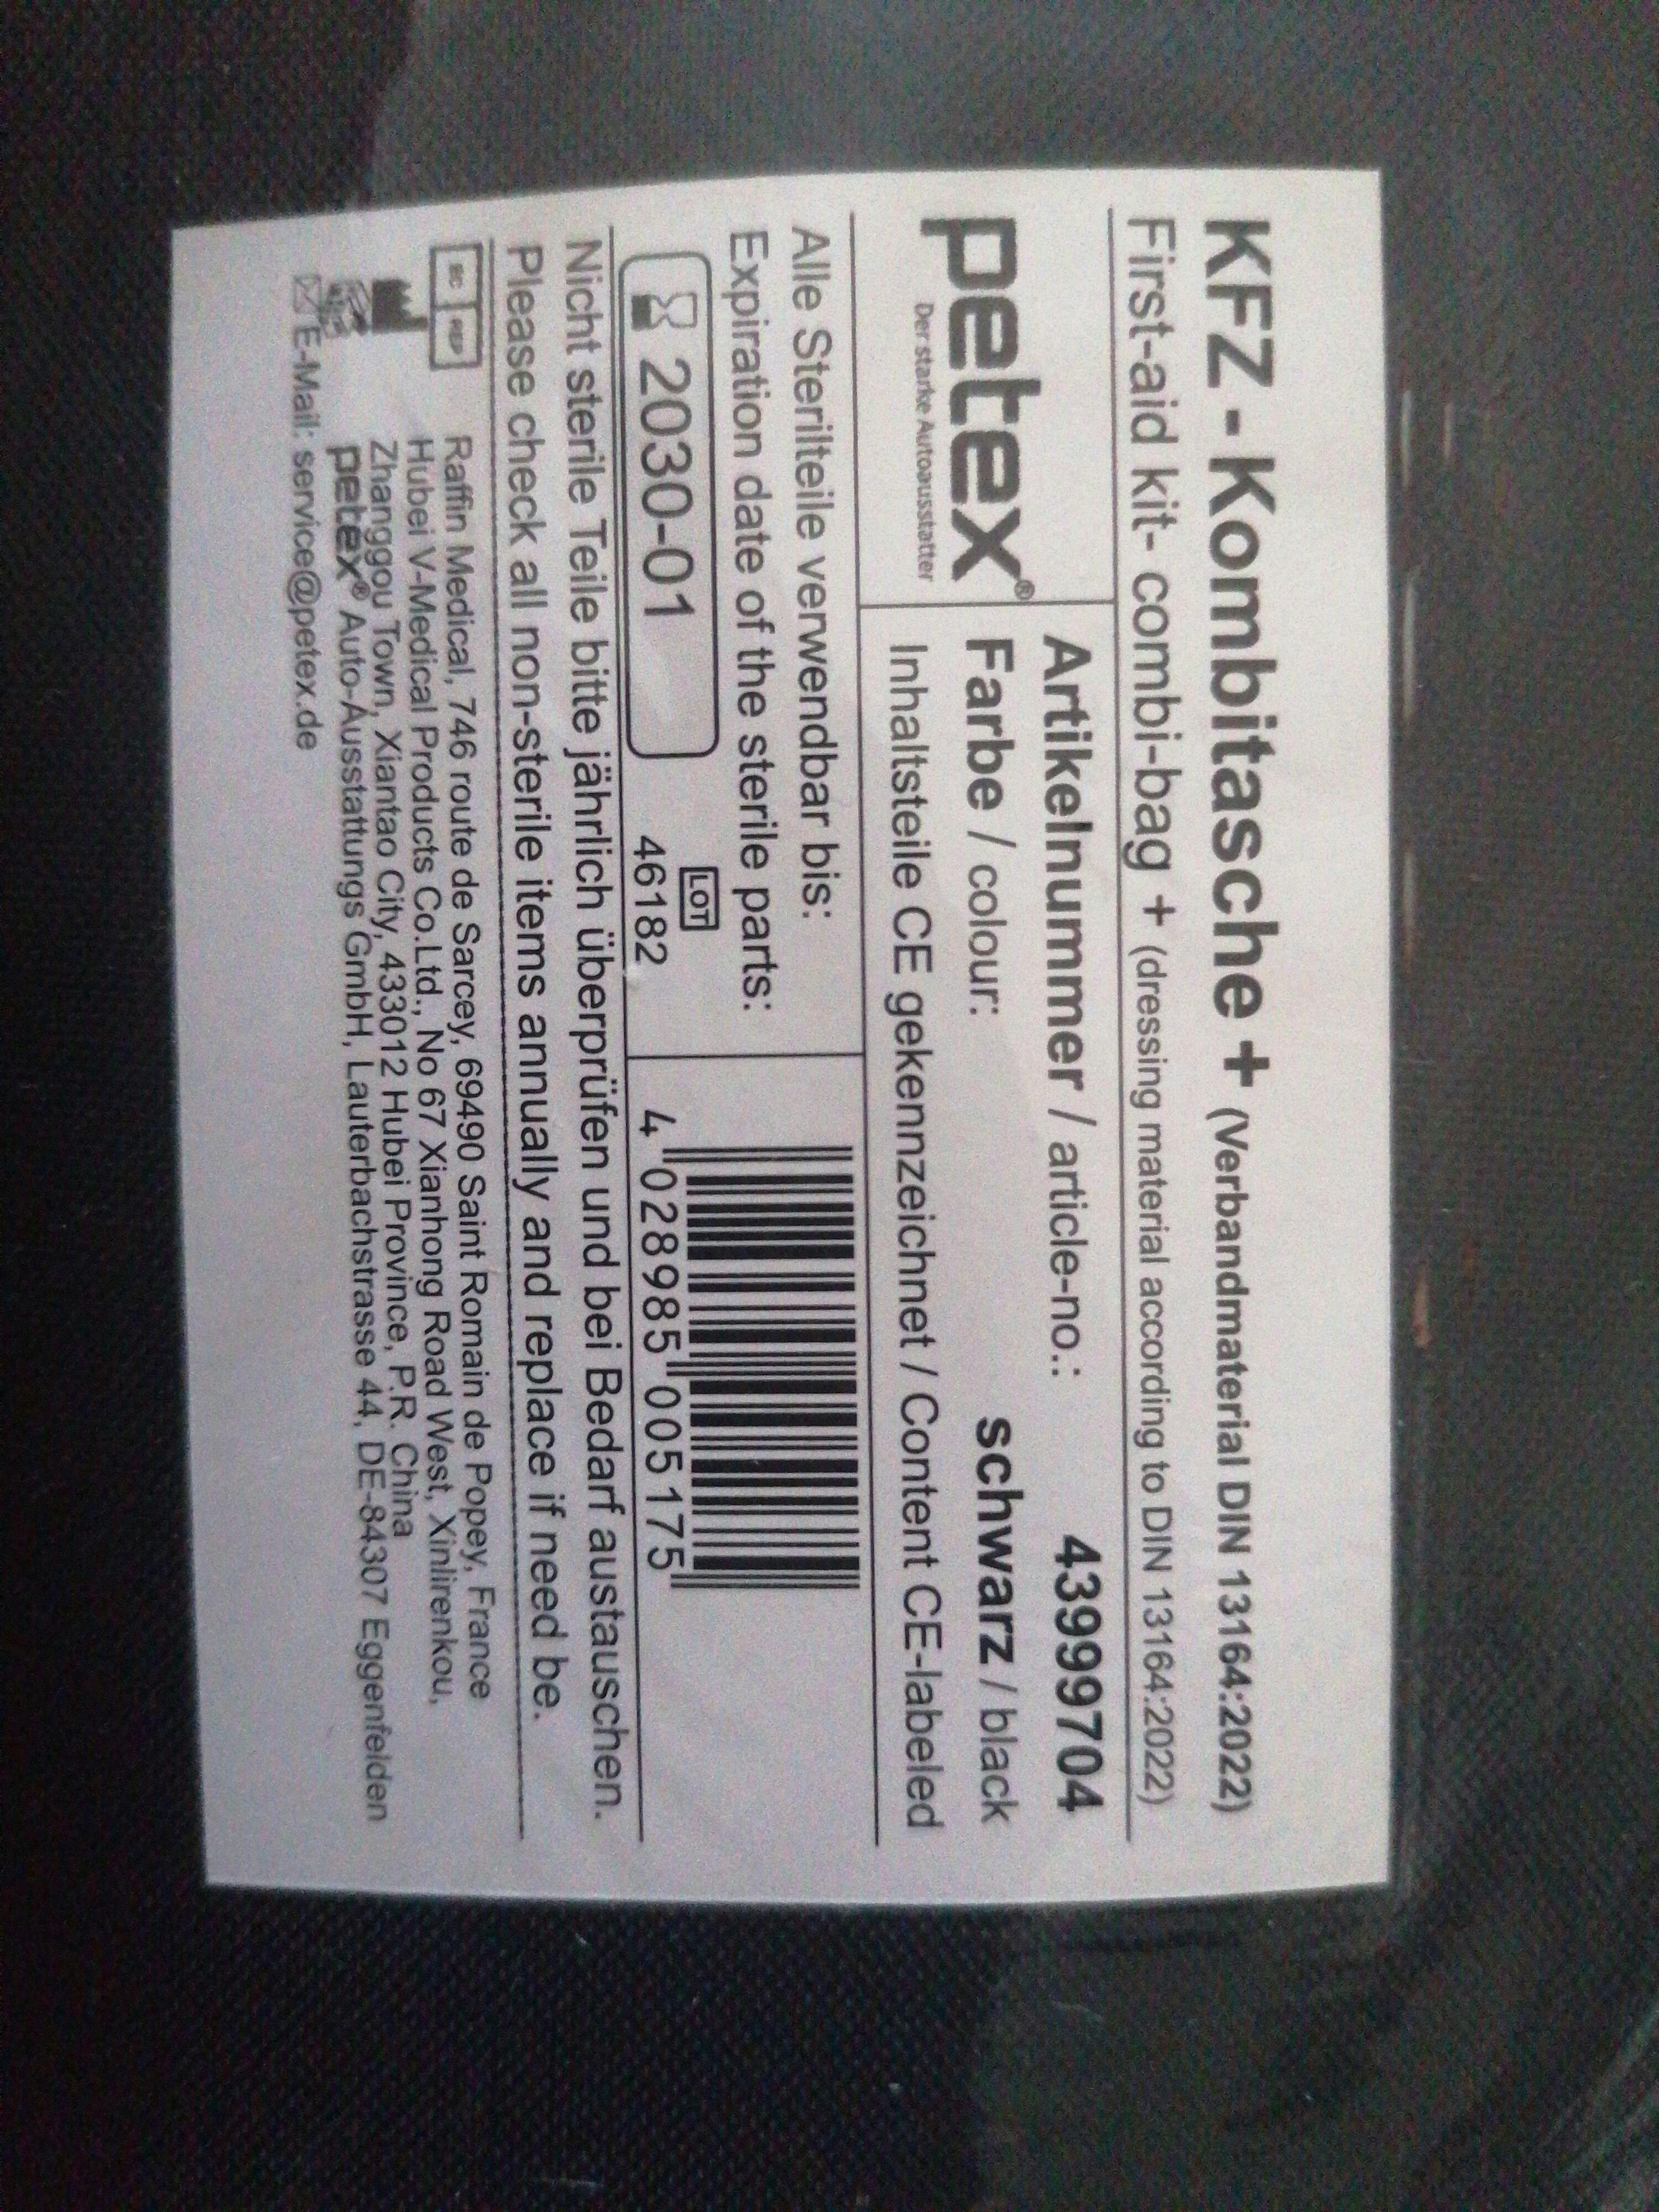 KFZ - Kombitasche + (Verbandmaterial DIN 13164:2022)
First-aid kit- combi-bag + (dressing material according to DIN 13164:2022)
petex®
Der starke Autoausstatter
Artikelnummer / article-no.: 43999704
Farbe / colour: schwarz / black
Inhaltsteile CE gekennzeichnet / Content CE-labeled
Alle Sterilteile verwendbar bis:
Expiration date of the sterile parts:
2030-01
LOT
46182
4 028985 005175
Nicht sterile Teile bitte jährlich überprüfen und bei Bedarf austauschen.
Please check all non-sterile items annually and replace if need be.
EC REP
Raffin Medical, 746 route de Sarcey, 69490 Saint Romain de Popey, France
Hubei V-Medical Products Co.Ltd., No 67 Xianhong Road West, Xinlirenkou,
Zhanggou Town, Xiantao City, 433012 Hubei Province, P.R. China
petex® Auto-Ausstattungs GmbH, Lauterbachstrasse 44, DE-84307 Eggenfelden
E-Mail: service@petex.de